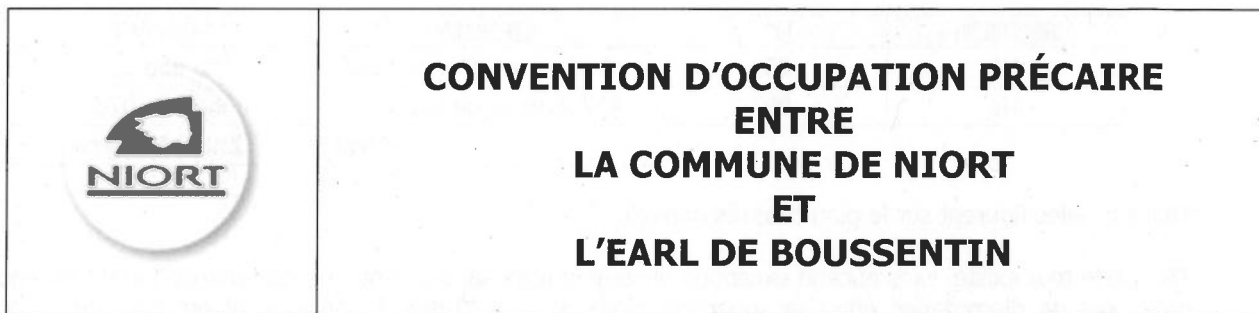 NIORT
CONVENTION D'OCCUPATION PRÉCAIRE
ENTRE
LA COMMUNE DE NIORT
ET
L'EARL DE BOUSSENTIN